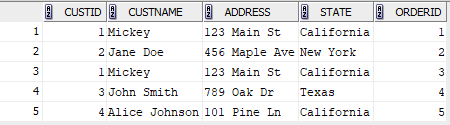 CUSTID CUSTNAME ADDRESS STATE ORDERID
1 1 Mickey 123 Main St California 1
2 2 Jane Doe 456 Maple Ave New York 2
3 1 Mickey 123 Main St California 3
4 3 John Smith 789 Oak Dr Texas 4
5 4 Alice Johnson 101 Pine Ln California 5